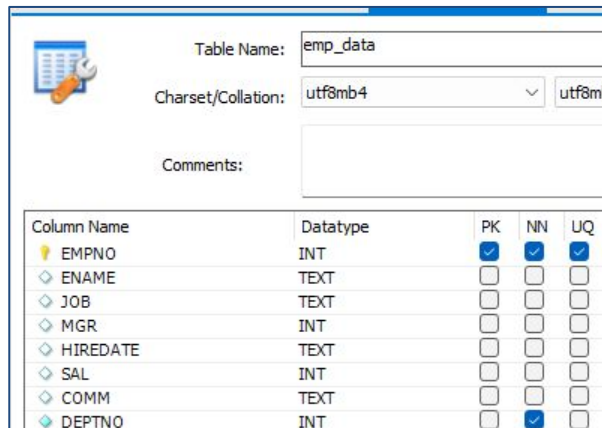 Table Name: emp_data
Charset/Collation: utf8mb4 utf8m
Comments:
Column Name Datatype PK NN UQ
EMPNO INT
ENAME TEXT
JOB TEXT
MGR INT
HIREDATE TEXT
SAL INT
COMM TEXT
DEPTNO INT